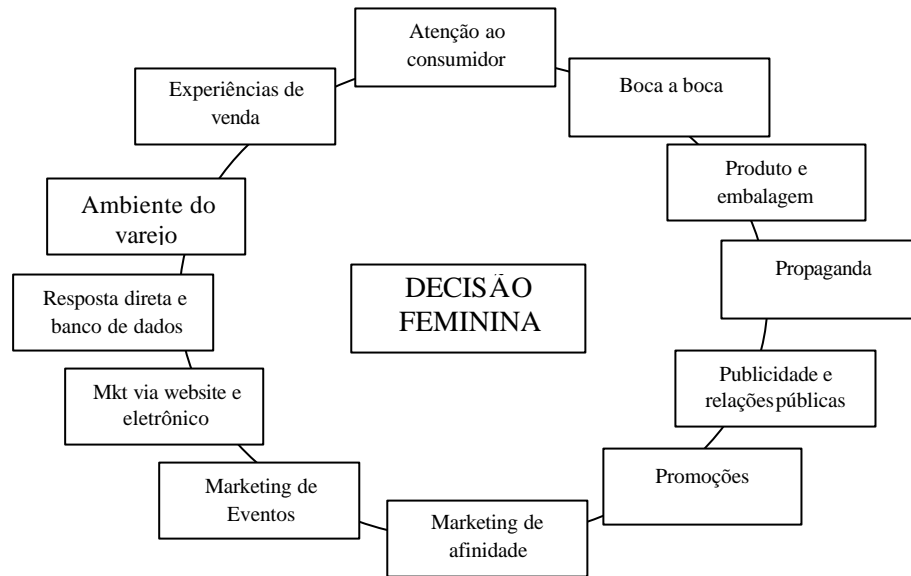 Atenção ao
consumidor
Boca a boca
Experiências de
venda
Produto e
embalagem
Ambiente do
varejo
Propaganda
DECISÃO
FEMININA
Resposta direta e
banco de dados
Publicidade e
relações públicas
Mkt via website e
eletrônico
Promoções
Marketing de
Eventos
Marketing de
afinidade